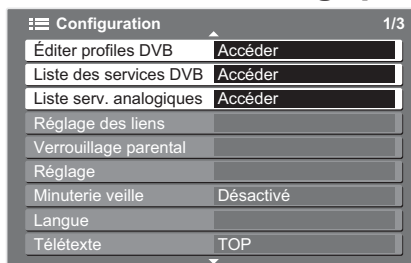 Configuration 1/3
Éditer profiles DVB Accéder
Liste des services DVB Accéder
Liste serv. analogiques Accéder
Réglage des liens
Verrouillage parental
Réglage
Minuterie veille Désactivé
Langue
Télétexte TOP